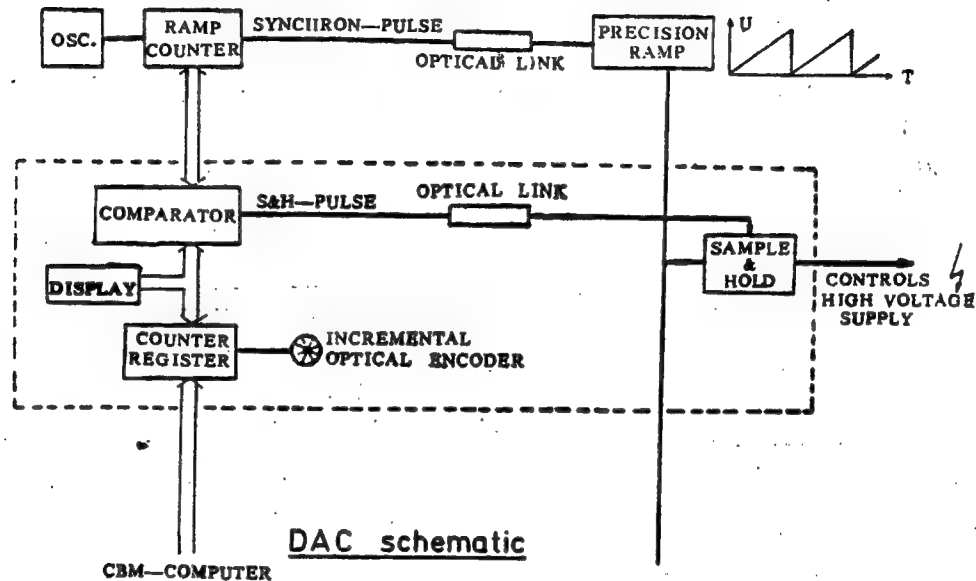 OSC.
RAMP
COUNTER
SYNCHRON—PULSE
OPTICAL LINK
PRECISION
RAMP
U
T
COMPARATOR
S&H—PULSE
OPTICAL LINK
SAMPLE
&
HOLD
DISPLAY
CONTROLS
HIGH VOLTAGE
SUPPLY
COUNTER
REGISTER
INCREMENTAL
OPTICAL ENCODER
DAC schematic
CBM—COMPUTER